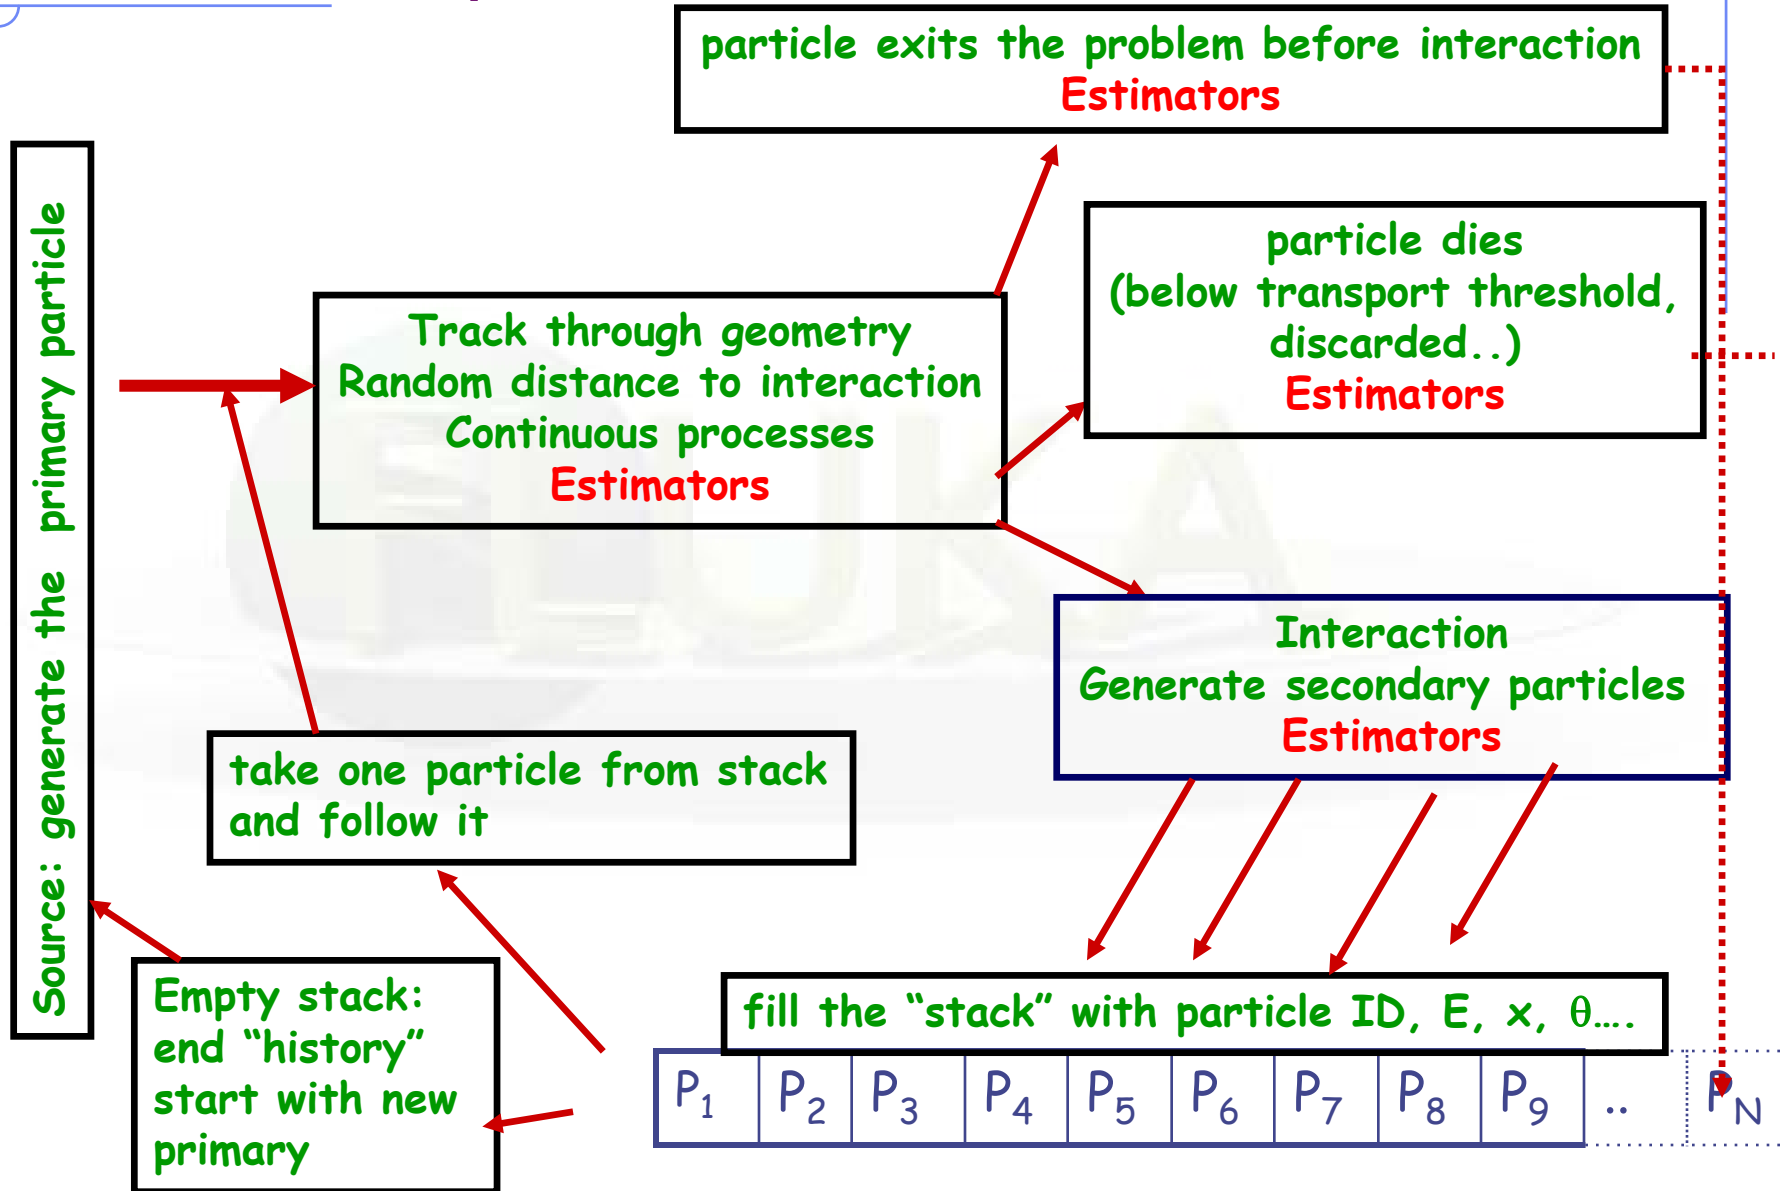 particle exits the problem before interaction
Estimators
Source: generate the primary particle
particle dies
(below transport threshold,
discarded..)
Estimators
Track through geometry
Random distance to interaction
Continuous processes
Estimators
FLUKA
Interaction
Generate secondary particles
Estimators
take one particle from stack
and follow it
Empty stack:
end “history”
start with new
primary
fill the “stack” with particle ID, E, x, θ….
P1 P2 P3 P4 P5 P6 P7 P8 P9 .. PN